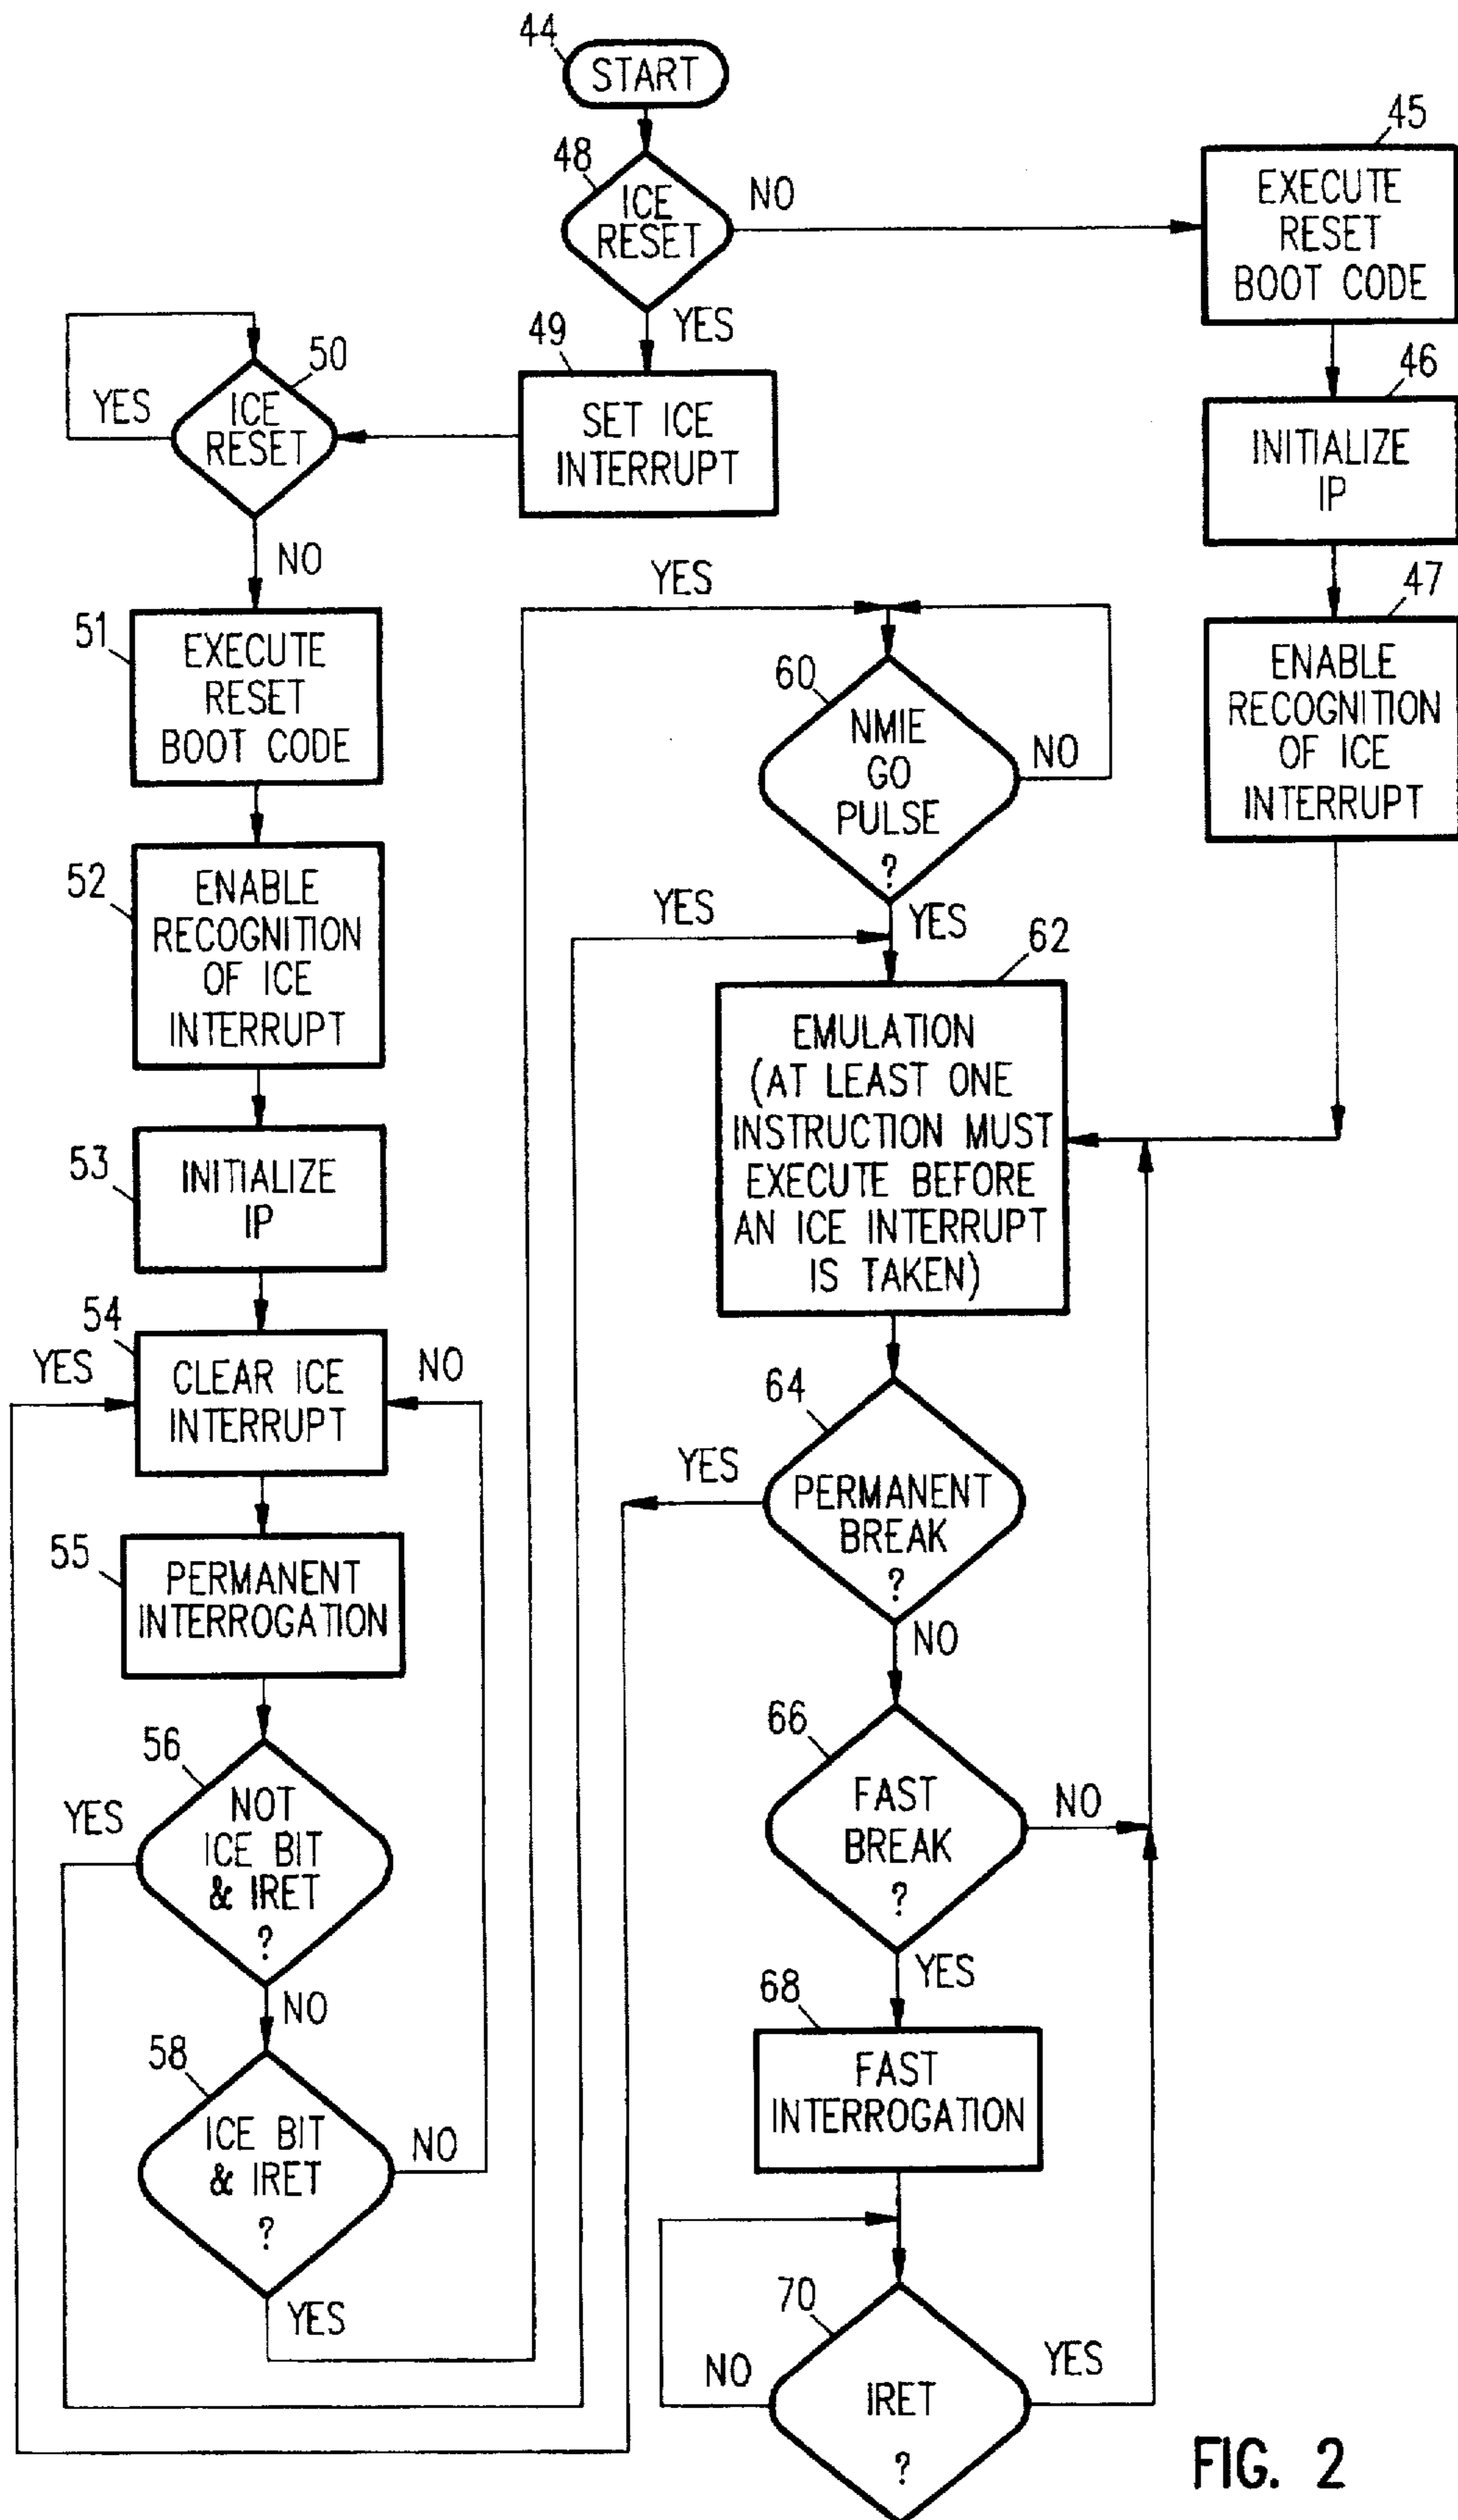 44
START
48
ICE
RESET
NO
YES
45
EXECUTE
RESET
BOOT CODE
46
INITIALIZE
IP
47
ENABLE
RECOGNITION
OF ICE
INTERRUPT
49
SET ICE
INTERRUPT
50
ICE
RESET
YES
NO
51
EXECUTE
RESET
BOOT CODE
52
ENABLE
RECOGNITION
OF ICE
INTERRUPT
53
INITIALIZE
IP
54
YES
CLEAR ICE
INTERRUPT
NO
55
PERMANENT
INTERROGATION
56
NOT
ICE BIT
& IRET
?
YES
NO
58
ICE BIT
& IRET
?
NO
YES
YES
60
NMIE
GO
PULSE
?
NO
YES
YES
62
EMULATION
(AT LEAST ONE
INSTRUCTION MUST
EXECUTE BEFORE
AN ICE INTERRUPT
IS TAKEN)
64
PERMANENT
BREAK
?
YES
NO
66
FAST
BREAK
?
NO
YES
68
FAST
INTERROGATION
70
IRET
?
NO
YES
FIG. 2